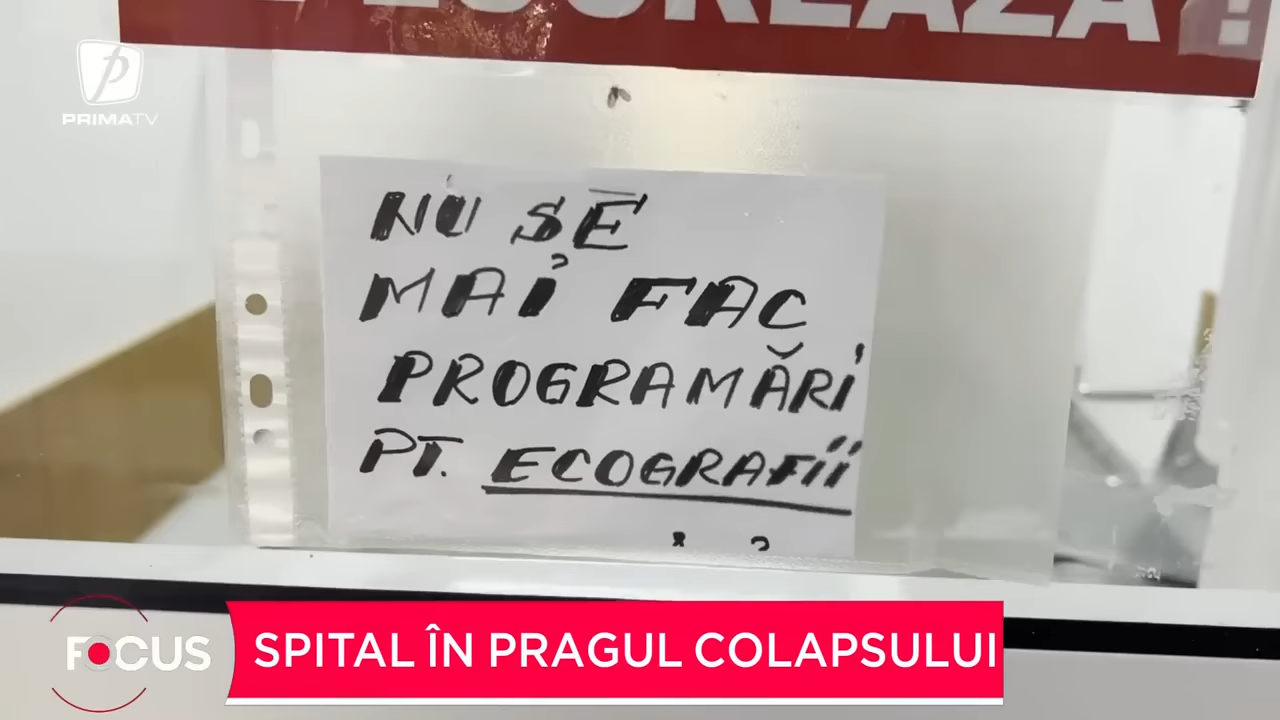 PRIMATV
NU SE
MAI FAC
PROGRAMĂRI
PT. ECOGRAFII
FOCUS
SPITAL ÎN PRAGUL COLAPSULUI